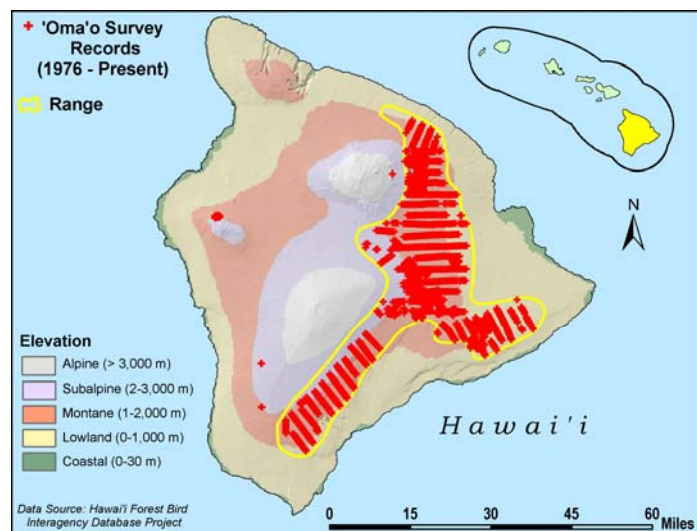 'Oma'o Survey
Records
(1976 - Present)
Range
N
Elevation
Alpine (> 3,000 m)
Subalpine (2-3,000 m)
Montane (1-2,000 m)
Lowland (0-1,000 m)
Coastal (0-30 m)
Hawai'i
Data Source: Hawai'i Forest Bird
Interagency Database Project
0 15 30 45 60
Miles